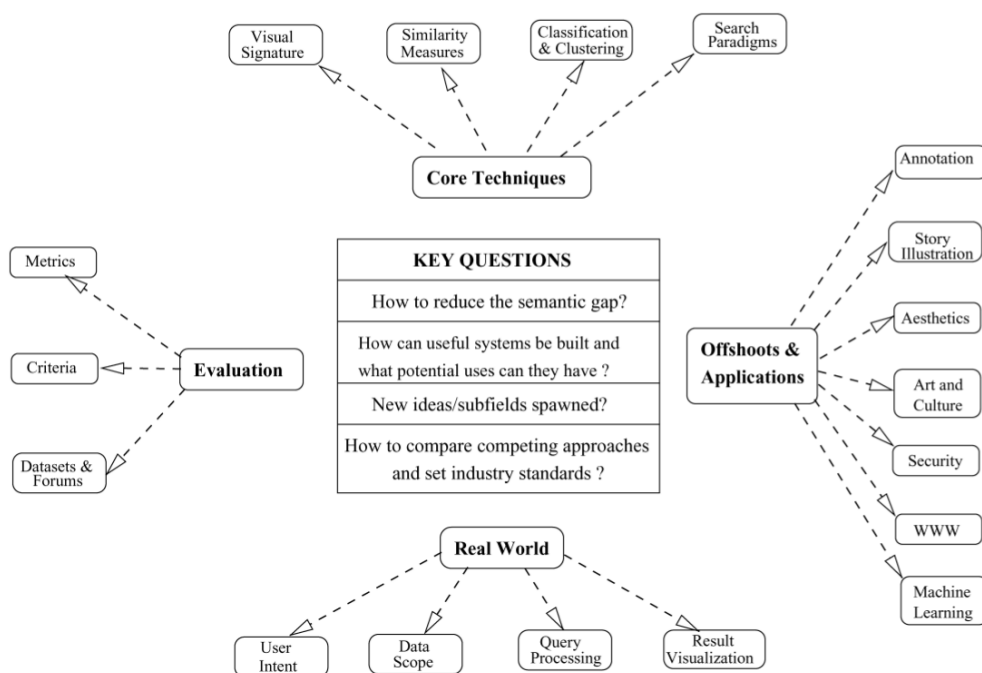 Visual
Signature
Similarity
Measures
Classification
& Clustering
Search
Paradigms
Core Techniques
Metrics
Criteria
Datasets &
Forums
Evaluation
KEY QUESTIONS
How to reduce the semantic gap?
How can useful systems be built and
what potential uses can they have ?
New ideas/subfields spawned?
How to compare competing approaches
and set industry standards ?
Offshoots &
Applications
Annotation
Story
Illustration
Aesthetics
Art and
Culture
Security
WWW
Machine
Learning
Real World
User
Intent
Data
Scope
Query
Processing
Result
Visualization